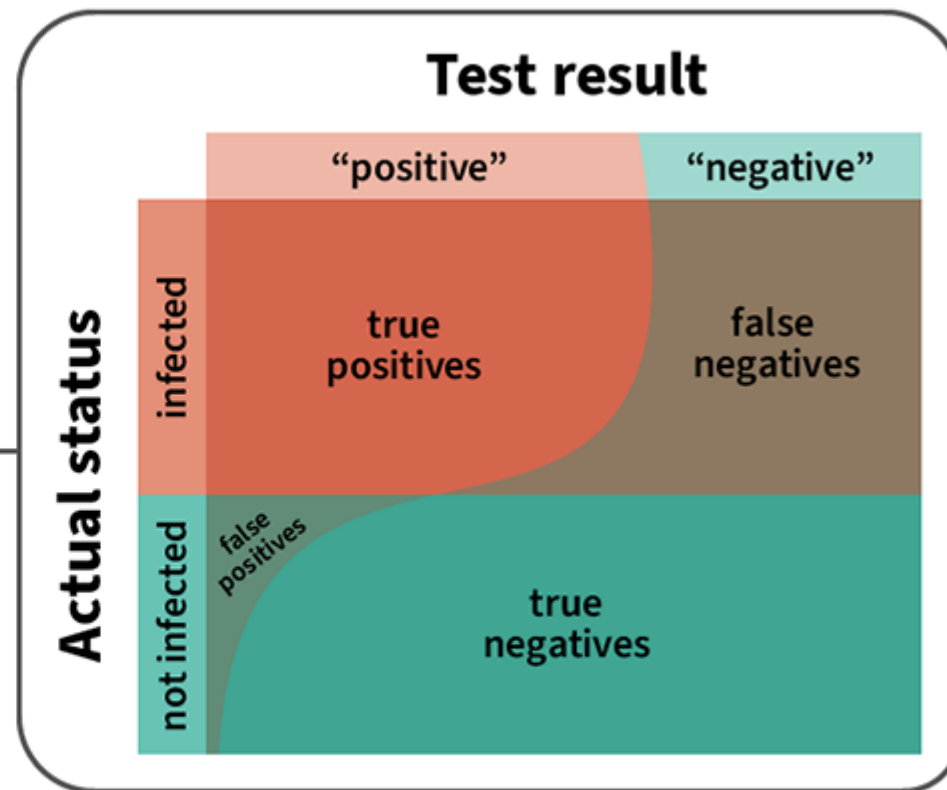 Test result
“positive”
“negative”
Actual status
infected
true
positives
false
negatives
not infected
false
positives
true
negatives